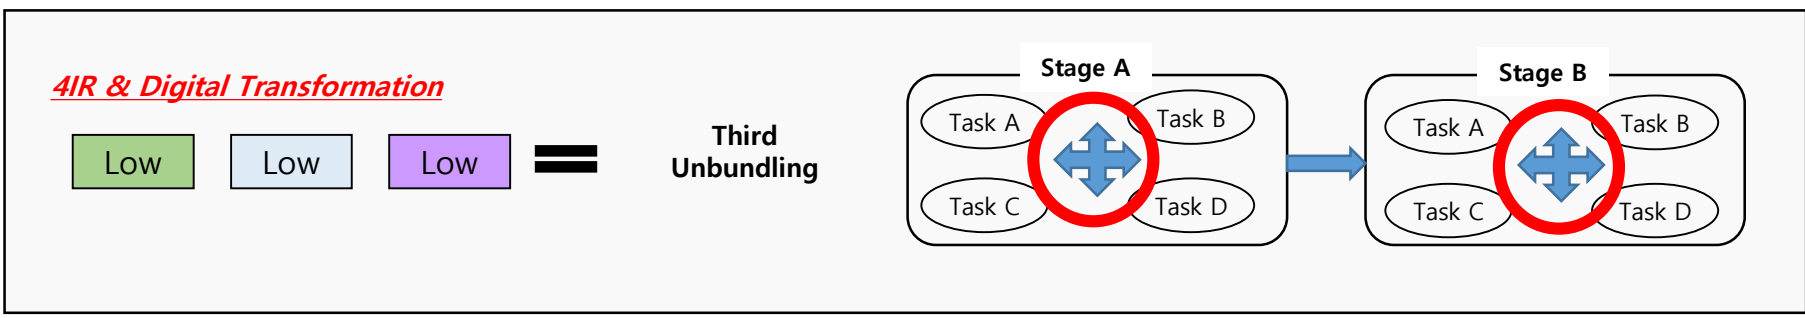 4IR & Digital Transformation
Low
Low
Low
=
Third
Unbundling
Stage A
Task A
Task B
Task C
Task D
Stage B
Task A
Task B
Task C
Task D